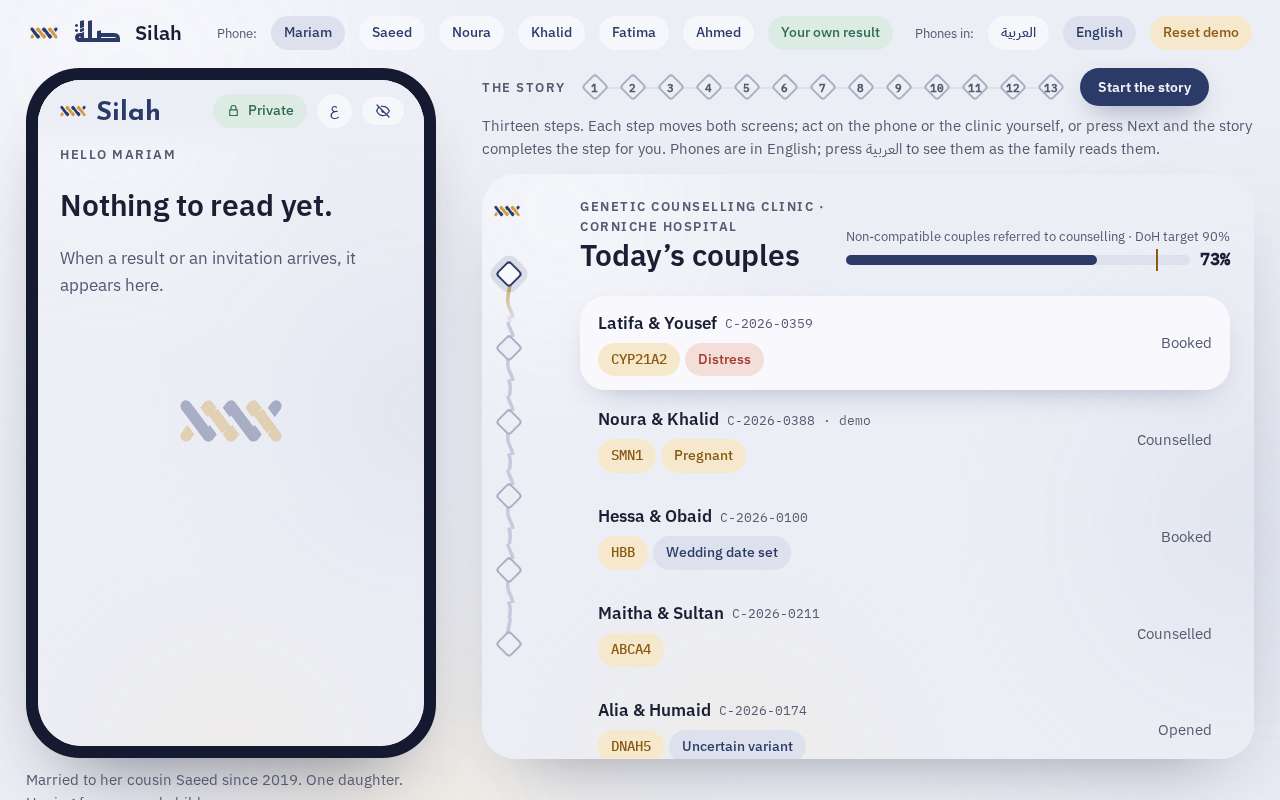 صلة Silah Phone: Mariam Saeed Noura Khalid Fatima Ahmed Your own result Phones in: العربية English Reset demo
Silah Private ع
HELLO MARIAM
Nothing to read yet.
When a result or an invitation arrives, it
appears here.
Married to her cousin Saeed since 2019. One daughter.
THE STORY 1 2 3 4 5 6 7 8 9 10 11 12 13 Start the story
Thirteen steps. Each step moves both screens; act on the phone or the clinic yourself, or press Next and the story
completes the step for you. Phones are in English; press العربية to see them as the family reads them.
GENETIC COUNSELLING CLINIC ·
CORNICHE HOSPITAL
Today’s couples
Non-compatible couples referred to counselling · DoH target 90%
73%
Latifa & Yousef C-2026-0359
CYP21A2 Distress
Booked
Noura & Khalid C-2026-0388 · demo
SMN1 Pregnant
Counselled
Hessa & Obaid C-2026-0100
HBB Wedding date set
Booked
Maitha & Sultan C-2026-0211
ABCA4
Counselled
Alia & Humaid C-2026-0174
DNAH5 Uncertain variant
Opened